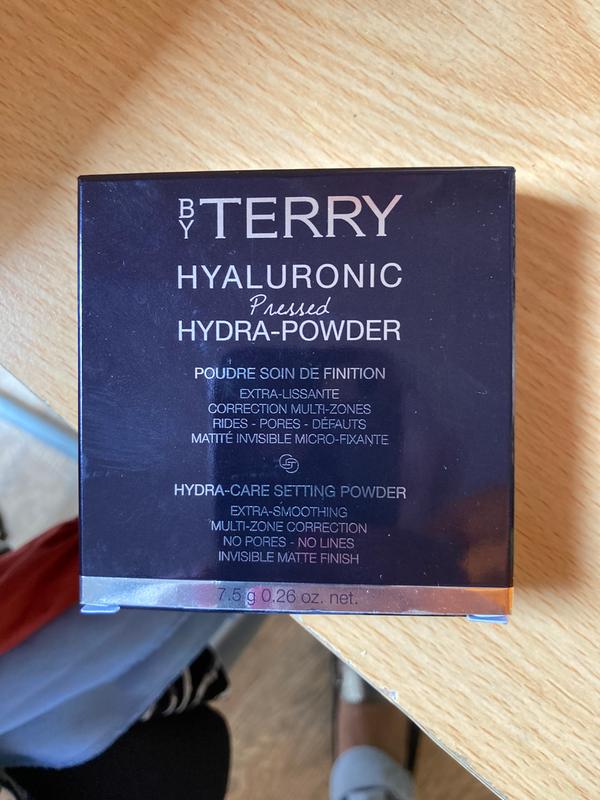 BY TERRY
HYALURONIC
Pressed
HYDRA-POWDER
POUDRE SOIN DE FINITION
EXTRA-LISSANTE
CORRECTION MULTI-ZONES
RIDES - PORES - DÉFAUTS
MATITÉ INVISIBLE MICRO-FIXANTE
HYDRA-CARE SETTING POWDER
EXTRA-SMOOTHING
MULTI-ZONE CORRECTION
NO PORES - NO LINES
INVISIBLE MATTE FINISH
7.5 g 0.26 oz. net.